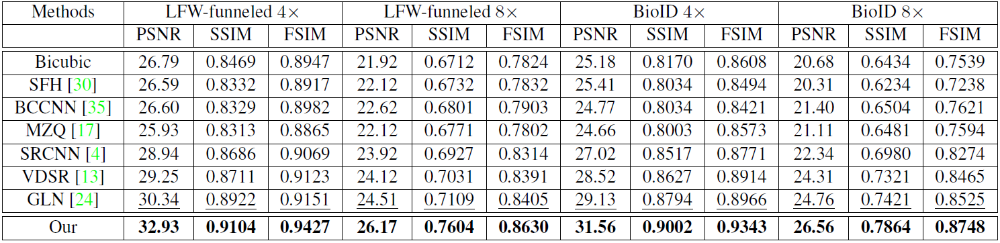 Methods LFW-funneled 4× LFW-funneled 8× BioID 4× BioID 8×
PSNR SSIM FSIM PSNR SSIM FSIM PSNR SSIM FSIM PSNR SSIM FSIM
Bicubic 26.79 0.8469 0.8947 21.92 0.6712 0.7824 25.18 0.8170 0.8608 20.68 0.6434 0.7539
SFH [30] 26.59 0.8332 0.8917 22.12 0.6732 0.7832 25.41 0.8034 0.8494 20.31 0.6234 0.7238
BCCNN [35] 26.60 0.8329 0.8982 22.62 0.6801 0.7903 24.77 0.8034 0.8421 21.40 0.6504 0.7621
MZQ [17] 25.93 0.8313 0.8865 22.12 0.6771 0.7802 24.66 0.8003 0.8573 21.11 0.6481 0.7594
SRCNN [4] 28.94 0.8686 0.9069 23.92 0.6927 0.8314 27.02 0.8517 0.8771 22.34 0.6980 0.8274
VDSR [13] 29.25 0.8711 0.9123 24.12 0.7031 0.8391 28.52 0.8627 0.8914 24.31 0.7321 0.8465
GLN [24] 30.34 0.8922 0.9151 24.51 0.7109 0.8405 29.13 0.8794 0.8966 24.76 0.7421 0.8525
Our 32.93 0.9104 0.9427 26.17 0.7604 0.8630 31.56 0.9002 0.9343 26.56 0.7864 0.8748